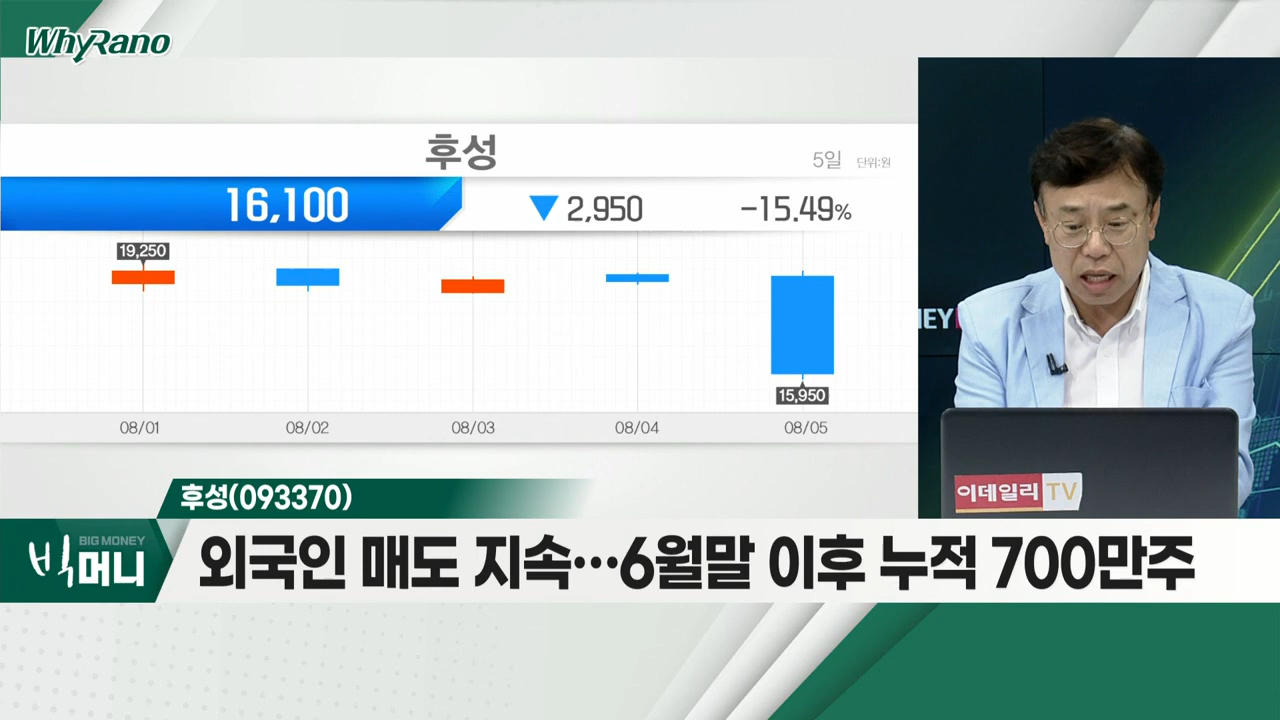 WhyRano
후성
5일 단위:원
16,100 ▼ 2,950 -15.49%
19,250
15,950
08/01 08/02 08/03 08/04 08/05
NEY
이데일리 TV
후성(093370)
BIG MONEY
빅머니
외국인 매도 지속…6월말 이후 누적 700만주